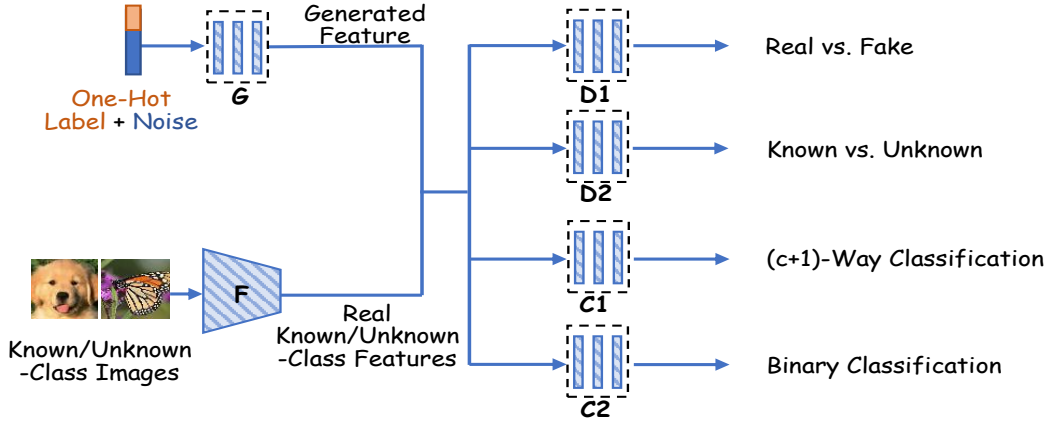 Generated
Feature
G
One-Hot
Label + Noise
F
Known/Unknown
-Class Images
Real
Known/Unknown
-Class Features
D1
Real vs. Fake
D2
Known vs. Unknown
C1
(c+1)-Way Classification
C2
Binary Classification